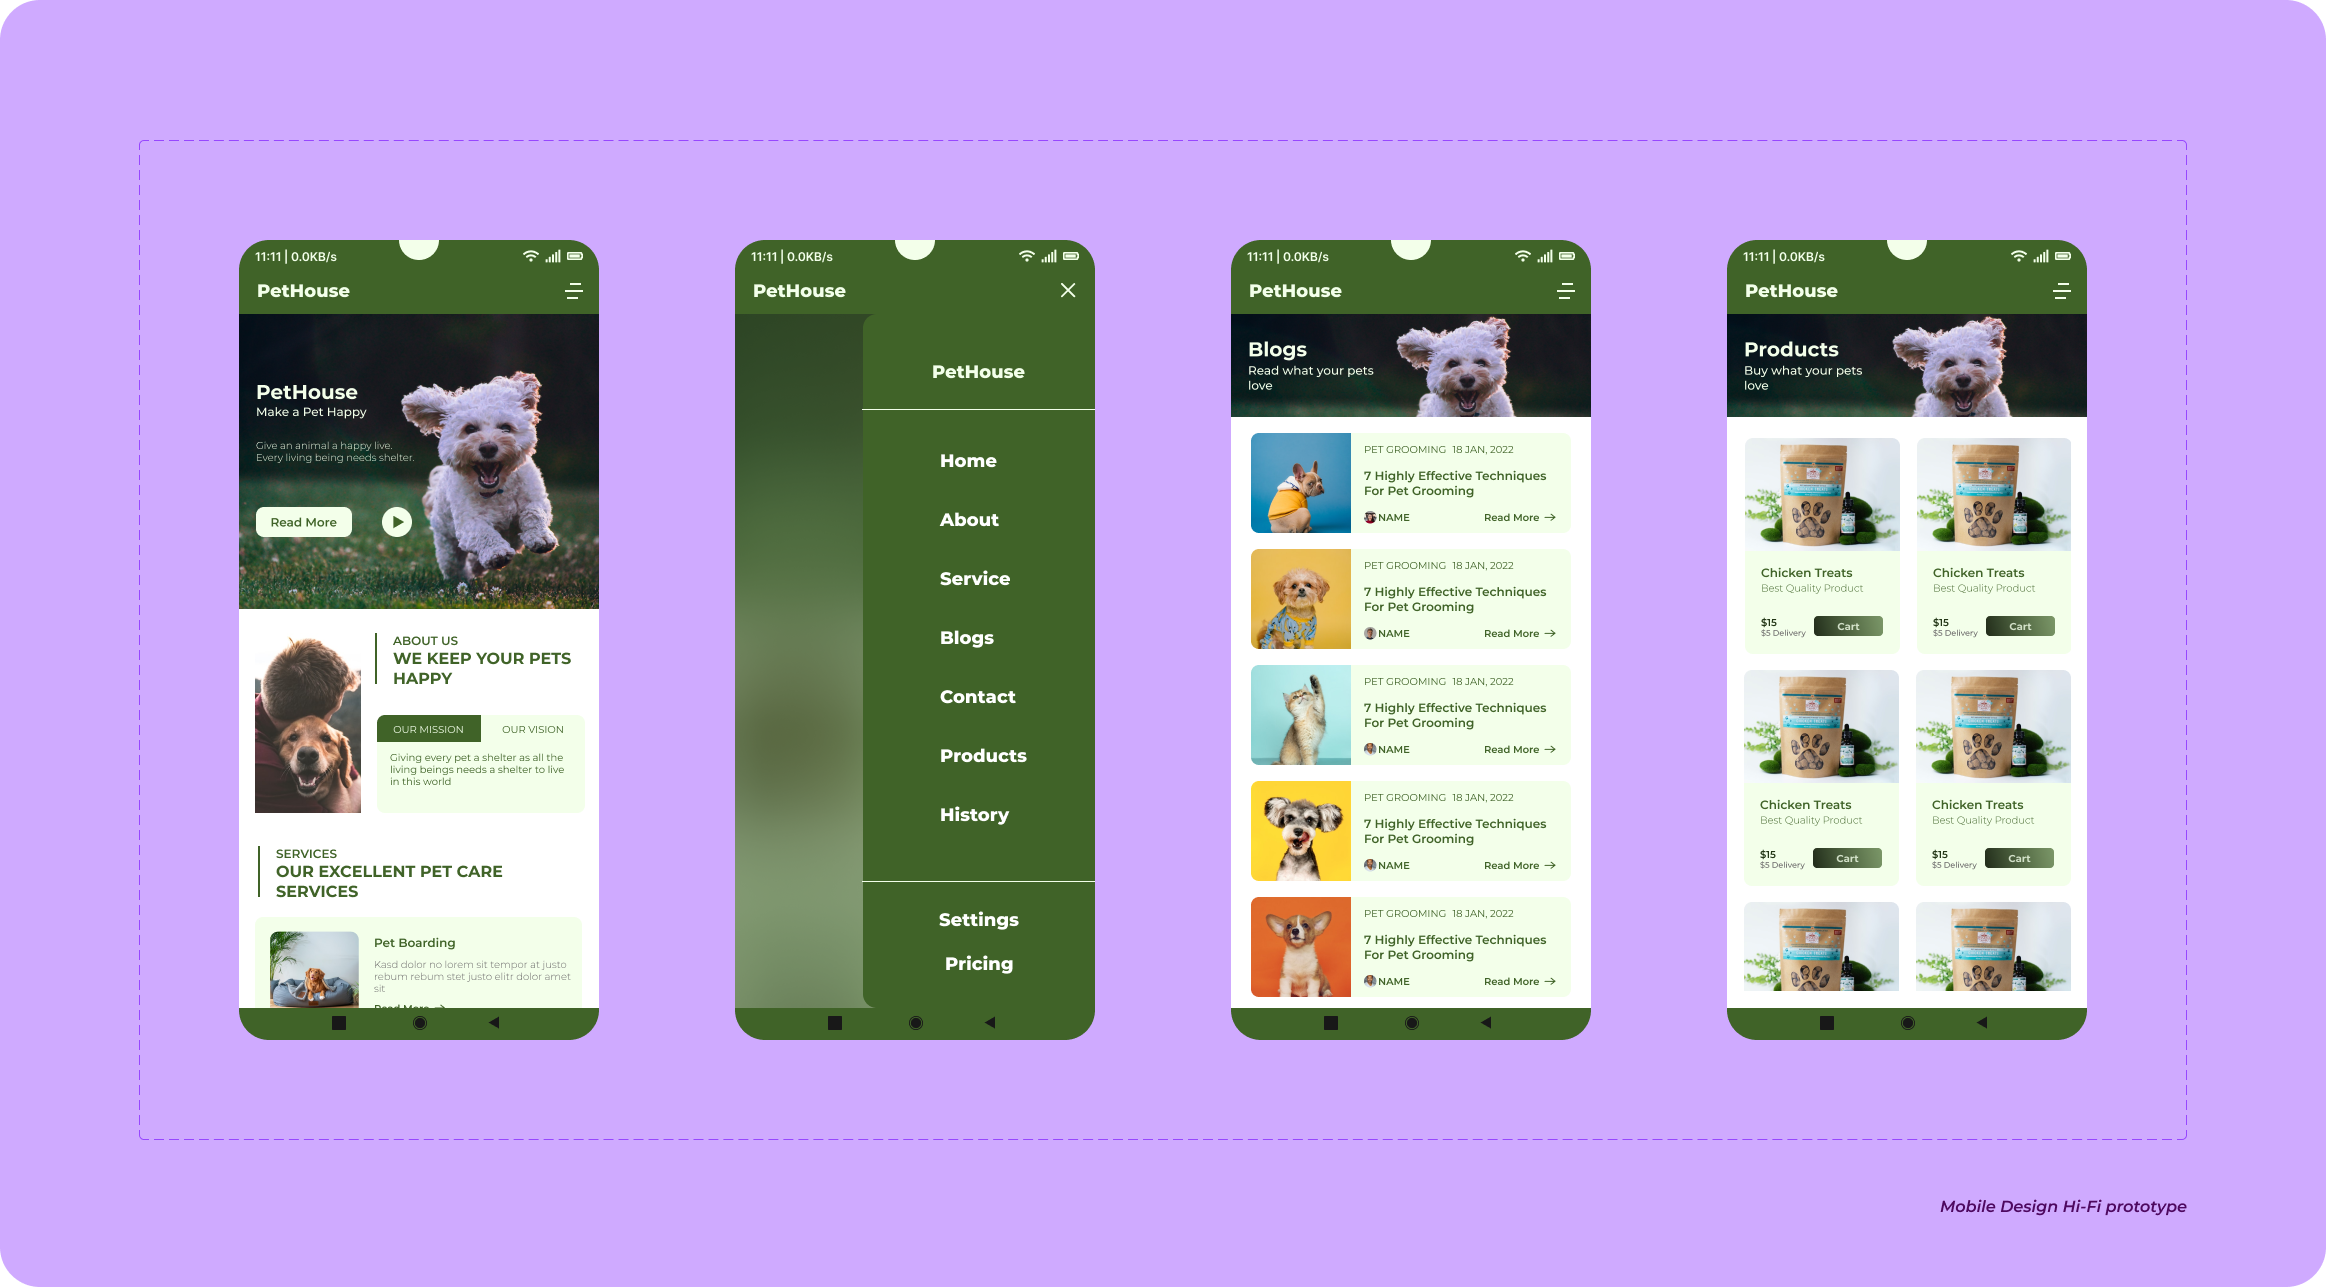 11:11 | 0.0KB/s
PetHouse
PetHouse
Make a Pet Happy
Give an animal a happy live.
Every living being needs shelter.
Read More
ABOUT US
WE KEEP YOUR PETS
HAPPY
OUR MISSION OUR VISION
Giving every pet a shelter as all the
living beings needs a shelter to live
in this world
SERVICES
OUR EXCELLENT PET CARE
SERVICES
Pet Boarding
Kasd dolor no lorem sit tempor at justo
rebum rebum stet justo elitr dolor amet
sit
Read More
11:11 | 0.0KB/s
PetHouse
PetHouse
Home
About
Service
Blogs
Contact
Products
History
Settings
Pricing
11:11 | 0.0KB/s
PetHouse
Blogs
Read what your pets
love
PET GROOMING 18 JAN, 2022
7 Highly Effective Techniques
For Pet Grooming
NAME Read More
PET GROOMING 18 JAN, 2022
7 Highly Effective Techniques
For Pet Grooming
NAME Read More
PET GROOMING 18 JAN, 2022
7 Highly Effective Techniques
For Pet Grooming
NAME Read More
PET GROOMING 18 JAN, 2022
7 Highly Effective Techniques
For Pet Grooming
NAME Read More
PET GROOMING 18 JAN, 2022
7 Highly Effective Techniques
For Pet Grooming
NAME Read More
11:11 | 0.0KB/s
PetHouse
Products
Buy what your pets
love
Chicken Treats
Best Quality Product
$15
$5 Delivery
Cart
Chicken Treats
Best Quality Product
$15
$5 Delivery
Cart
Chicken Treats
Best Quality Product
$15
$5 Delivery
Cart
Chicken Treats
Best Quality Product
$15
$5 Delivery
Cart
Mobile Design Hi-Fi prototype